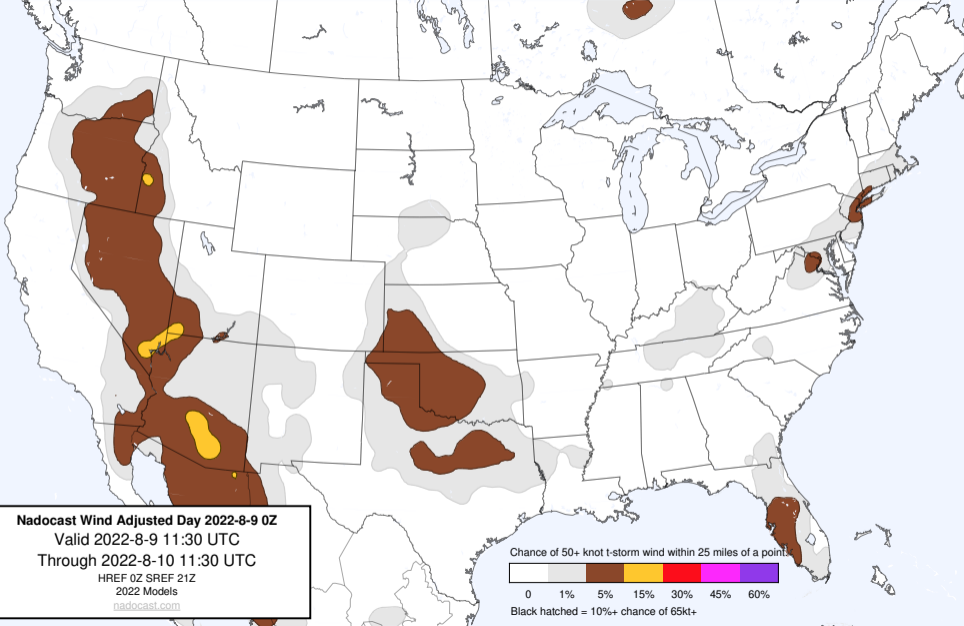 Nadocast Wind Adjusted Day 2022-8-9 0Z
Valid 2022-8-9 11:30 UTC
Through 2022-8-10 11:30 UTC
HREF 0Z SREF 21Z
2022 Models
nadocast.com
Chance of 50+ knot t-storm wind within 25 miles of a point.
0 1% 5% 15% 30% 45% 60%
Black hatched = 10%+ chance of 65kt+